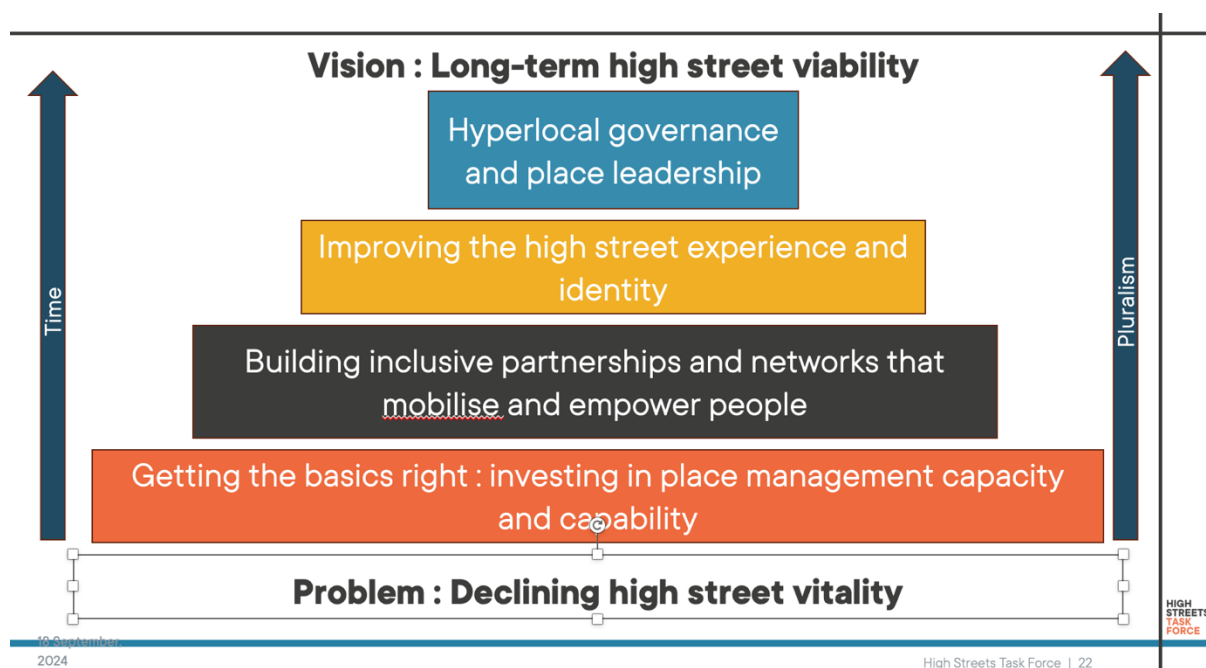 Vision : Long-term high street viability
Hyperlocal governance
and place leadership
Improving the high street experience and
identity
Time
Pluralism
Building inclusive partnerships and networks that
mobilise and empower people
Getting the basics right : investing in place management capacity
and capability
Problem : Declining high street vitality
HIGH
STREETS
TASK
FORCE
18 September,
2024
High Streets Task Force | 22